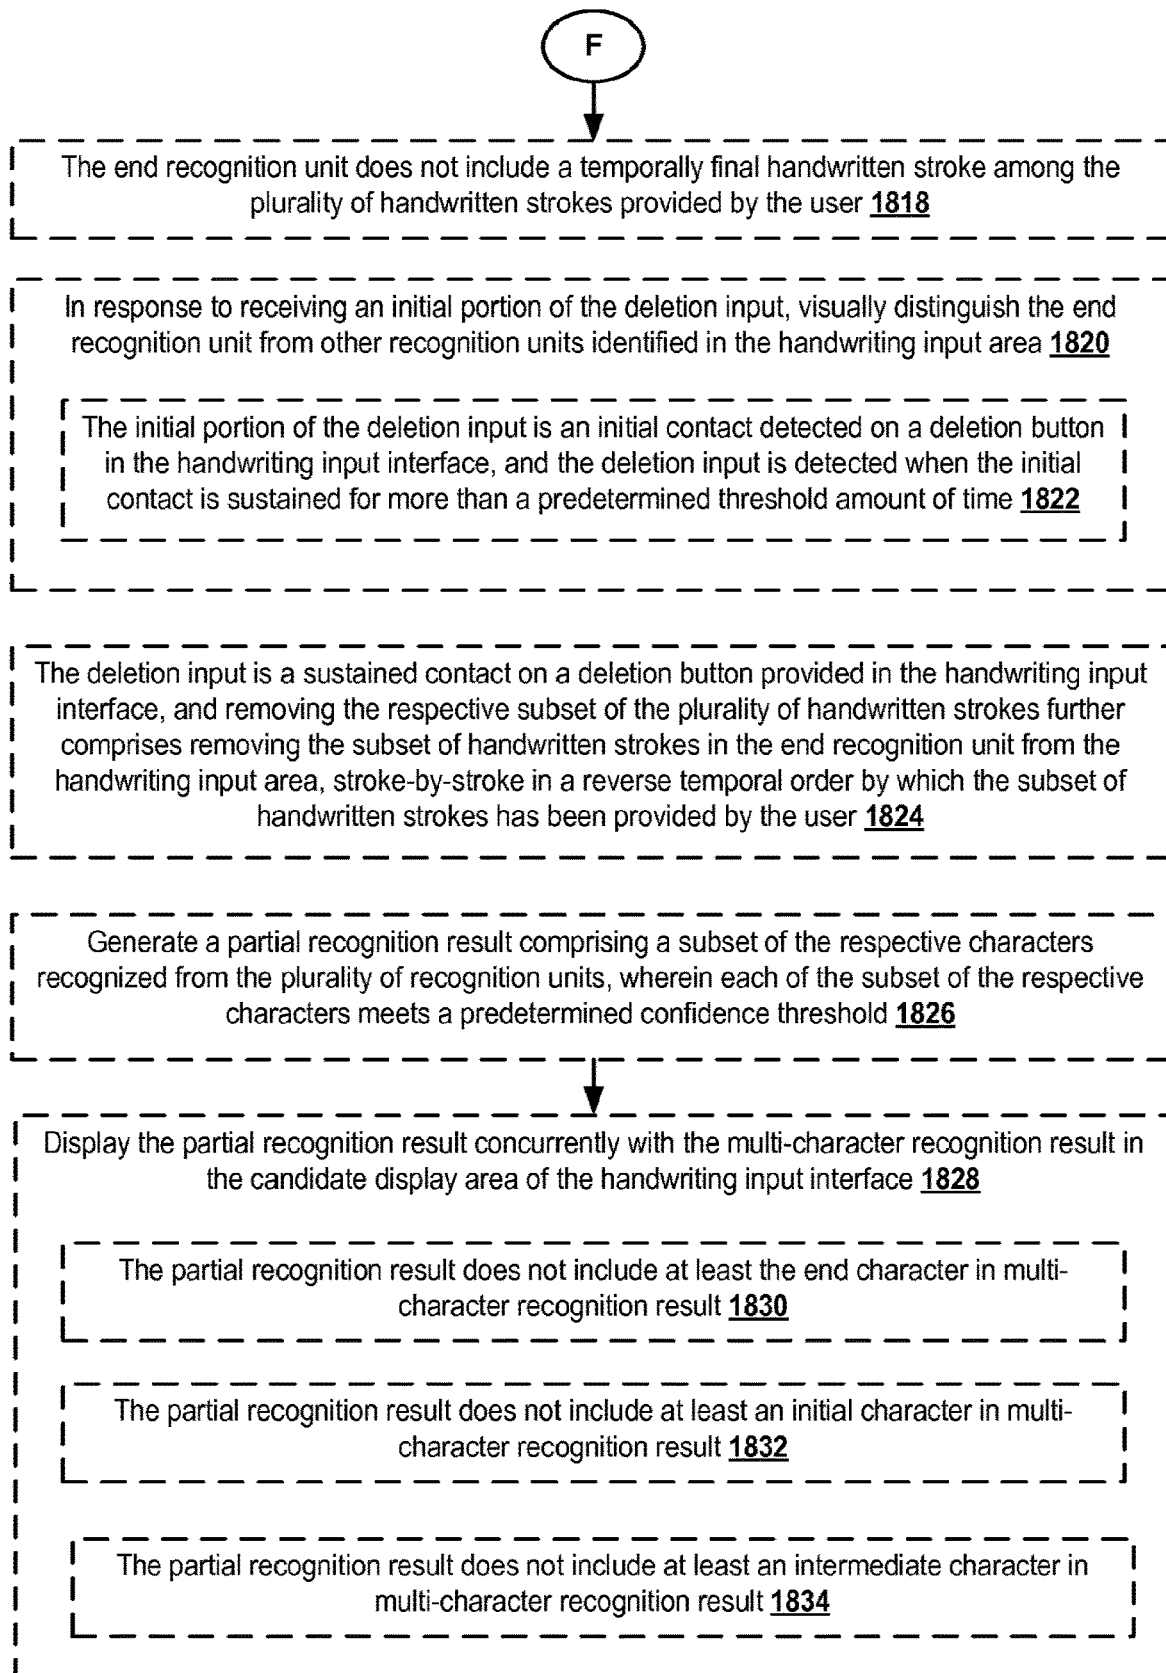 F
The end recognition unit does not include a temporally final handwritten stroke among the
plurality of handwritten strokes provided by the user 1818
In response to receiving an initial portion of the deletion input, visually distinguish the end
recognition unit from other recognition units identified in the handwriting input area 1820
The initial portion of the deletion input is an initial contact detected on a deletion button
in the handwriting input interface, and the deletion input is detected when the initial
contact is sustained for more than a predetermined threshold amount of time 1822
The deletion input is a sustained contact on a deletion button provided in the handwriting input
interface, and removing the respective subset of the plurality of handwritten strokes further
comprises removing the subset of handwritten strokes in the end recognition unit from the
handwriting input area, stroke-by-stroke in a reverse temporal order by which the subset of
handwritten strokes has been provided by the user 1824
Generate a partial recognition result comprising a subset of the respective characters
recognized from the plurality of recognition units, wherein each of the subset of the respective
characters meets a predetermined confidence threshold 1826
Display the partial recognition result concurrently with the multi-character recognition result in
the candidate display area of the handwriting input interface 1828
The partial recognition result does not include at least the end character in multi-
character recognition result 1830
The partial recognition result does not include at least an initial character in multi-
character recognition result 1832
The partial recognition result does not include at least an intermediate character in
multi-character recognition result 1834